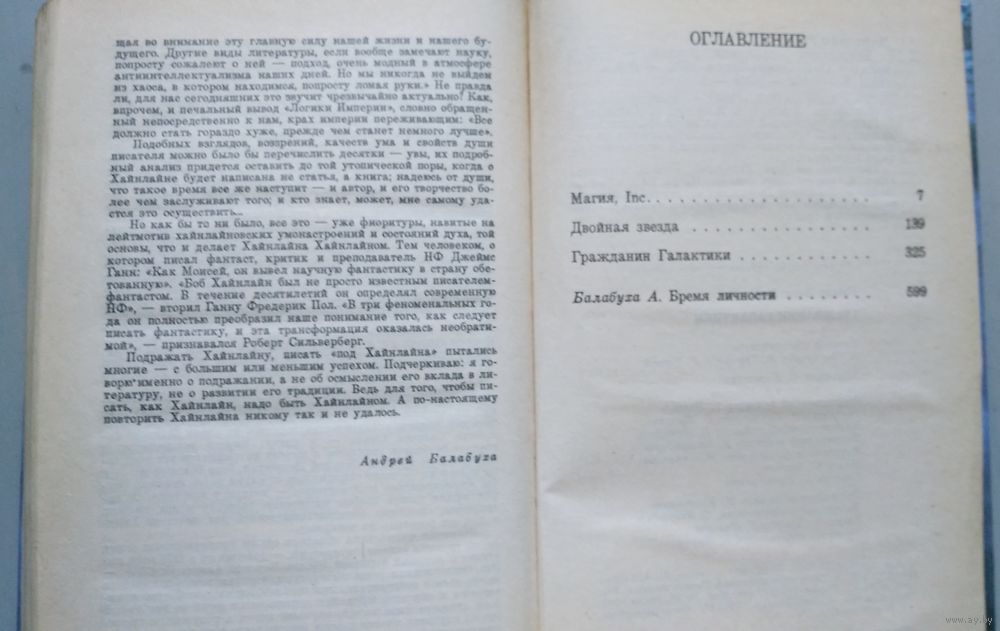 щая во внимание эту главную силу нашей жизни и нашего бу-
дущего. Другие виды литературы, если вообще замечают науку,
попросту сожалеют о ней — подход, очень модный в атмосфере
антиинтеллектуализма наших дней. Но мы никогда не выйдем
из хаоса, в котором находимся, попросту ломая руки.» Не правда
ли, для нас сегодняшних это звучит чрезвычайно актуально! Как,
впрочем, и печальный вывод «Логики Империи», словно обращен-
ный непосредственно к нам, крах империи переживающим: «Все
должно стать гораздо хуже, прежде чем станет немного лучше».
Подобных взглядов, воззрений, качеств ума и свойств души
писателя можно было бы перечислить десятки — увы, их подроб-
ный анализ придется оставить до той утопической поры, когда о
Хайнлайне будет написана не статья, а книга; надеюсь от души,
что такое время все же наступит — и автор, и его творчество бо-
лее чем заслуживают того; и кто знает, может, мне самому уда-
стся это осуществить...
Но как бы то ни было, все это — уже фиоритуры, навитые на
лейтмотив хайнлайновских умонастроений и состояний духа, той
основы, что и делает Хайнлайна Хайнлайном. Тем человеком, о
котором писал фантаст, критик и преподаватель НФ Джеймс
Ганн: «Как Моисей, он вывел научную фантастику в страну обе-
тованную». «Боб Хайнлайн был не просто известным писателем-
фантастом. В течение десятилетий он определял современную
НФ», — вторил Ганну Фредерик Пол. «В три феноменальных го-
да он полностью преобразил наше понимание того, как следует
писать фантастику, и эта трансформация оказалась необрати-
мой», — признавался Роберт Сильверберг.
Подражать Хайнлайну, писать «под Хайнлайна» пытались
многие — с большим или меньшим успехом. Подчеркиваю: я го-
ворю именно о подражании, а не об осмыслении его вклада в ли-
тературу, не о развитии его традиции. Ведь для того, чтобы пи-
сать, как Хайнлайн, надо быть Хайнлайном. А по-настоящему
повторить Хайнлайна никому так и не удалось.
Андрей Балабуха
ОГЛАВЛЕНИЕ
Магия, Inc. . . . . . . . . . . . . . . . . . . 7
Двойная звезда . . . . . . . . . . . . . . . 139
Гражданин Галактики . . . . . . . . . . . 325
Балабуха А. Бремя личности . . . . . . . . 599
www.ay.by